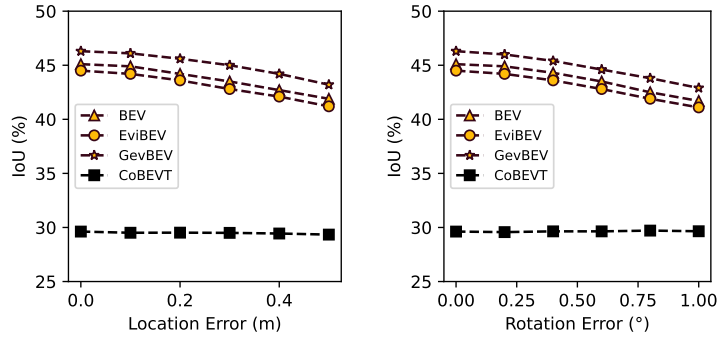 50
45
40
35
30
25
IoU (%)
BEV
EviBEV
GevBEV
CoBEVT
0.0 0.2 0.4
Location Error (m)
50
45
40
35
30
25
IoU (%)
BEV
EviBEV
GevBEV
CoBEVT
0.00 0.25 0.50 0.75 1.00
Rotation Error (°)